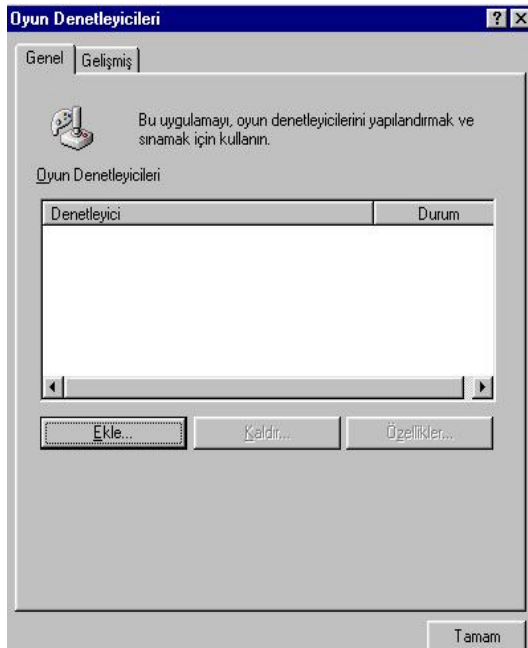 Oyun Denetleyicileri
Genel Gelişmiş
Bu uygulamayı, oyun denetleyicilerini yapılandırmak ve
sınamak için kullanın.
Oyun Denetleyicileri
Denetleyici Durum
Ekle... Kaldır... Özellikler...
Tamam